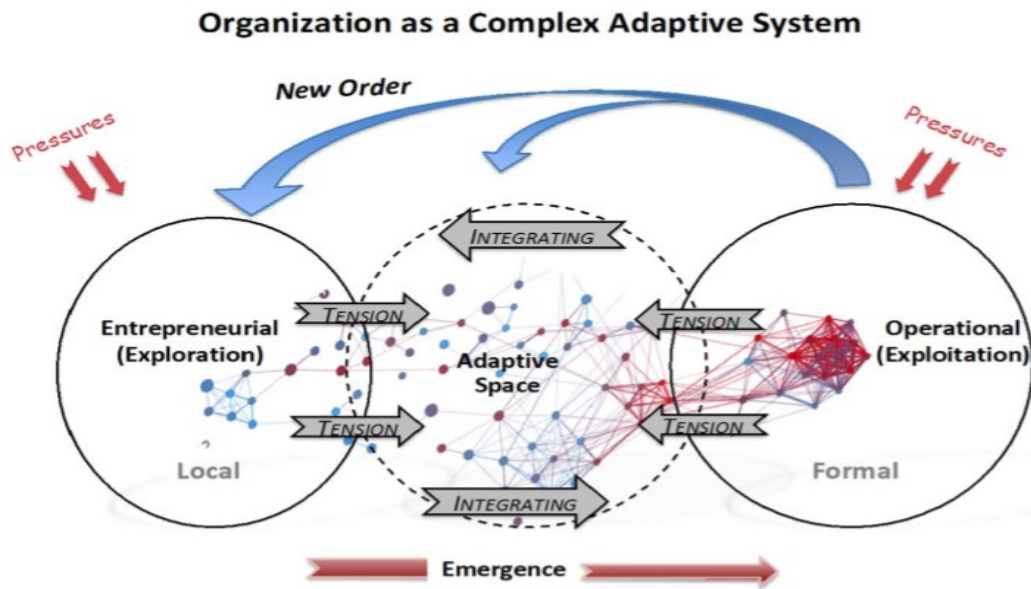 Organization as a Complex Adaptive System
New Order
Pressures
Pressures
INTEGRATING
TENSION
TENSION
Entrepreneurial
(Exploration)
Adaptive
Space
Operational
(Exploitation)
TENSION
TENSION
Local
Formal
INTEGRATING
Emergence